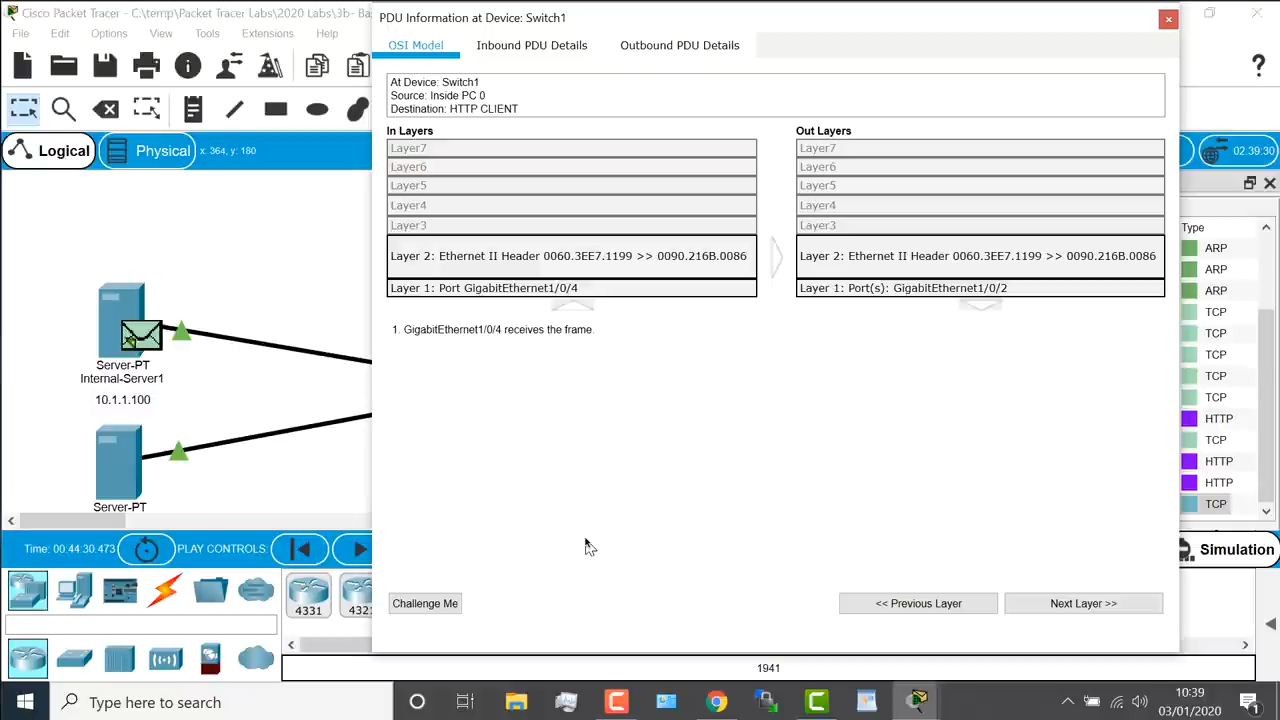 Cisco Packet Tracer - C:\temp\Packet Tracer Labs\2020 Labs\3b- Bas
PDU Information at Device: Switch1
File Edit Options View Tools Extensions Help
OSI Model Inbound PDU Details Outbound PDU Details
At Device: Switch1
Source: Inside PC 0
Destination: HTTP CLIENT
In Layers
Layer7
Layer6
Layer5
Layer4
Layer3
Layer 2: Ethernet II Header 0060.3EE7.1199 >> 0090.216B.0086
Layer 1: Port GigabitEthernet1/0/4
Out Layers
Layer7
Layer6
Layer5
Layer4
Layer3
Layer 2: Ethernet II Header 0060.3EE7.1199 >> 0090.216B.0086
Layer 1: Port(s): GigabitEthernet1/0/2
1. GigabitEthernet1/0/4 receives the frame.
Challenge Me
<< Previous Layer
Next Layer >>
Logical
Physical
x: 364, y: 180
02:39:30
Type
ARP
ARP
ARP
TCP
TCP
TCP
TCP
TCP
HTTP
TCP
HTTP
HTTP
TCP
Server-PT
Internal-Server1
10.1.1.100
Server-PT
Time: 00:44:30.473
PLAY CONTROLS:
Simulation
4331
1941
Type here to search
10:39
03/01/2020
1